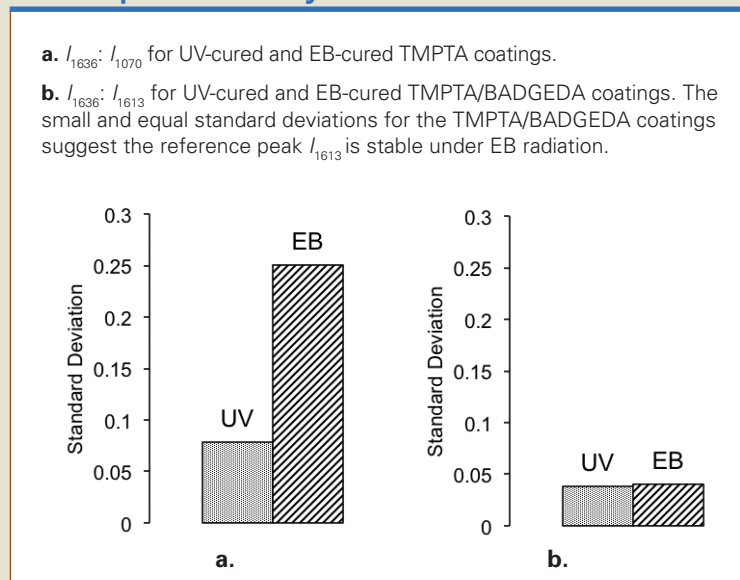 a. I1636: I1070 for UV-cured and EB-cured TMPTA coatings.
b. I1636: I1613 for UV-cured and EB-cured TMPTA/BADGEDA coatings. The
small and equal standard deviations for the TMPTA/BADGEDA coatings
suggest the reference peak I1613 is stable under EB radiation.
Standard Deviation
0.3
0.25
0.2
0.15
0.1
0.05
0
UV
EB
a.
Standard Deviation
0.3
0.25
0.2
0.15
0.1
0.05
0
UV
EB
b.